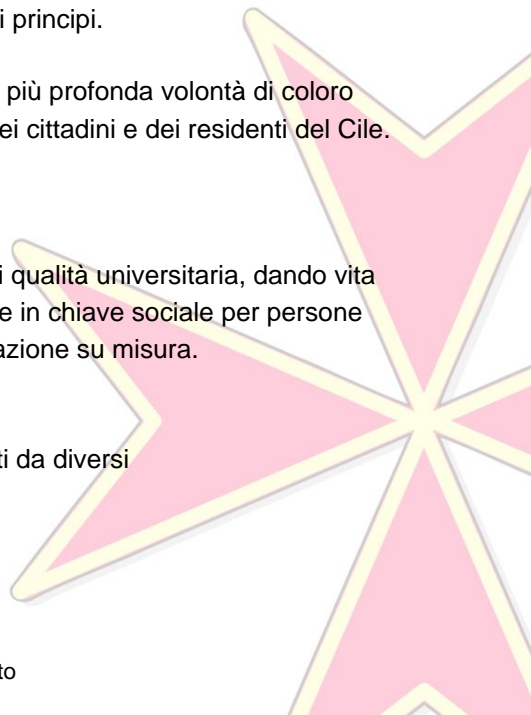 i principi.
più profonda volontà di coloro
ei cittadini e dei residenti del Cile.
i qualità universitaria, dando vita
e in chiave sociale per persone
azione su misura.
ti da diversi
to